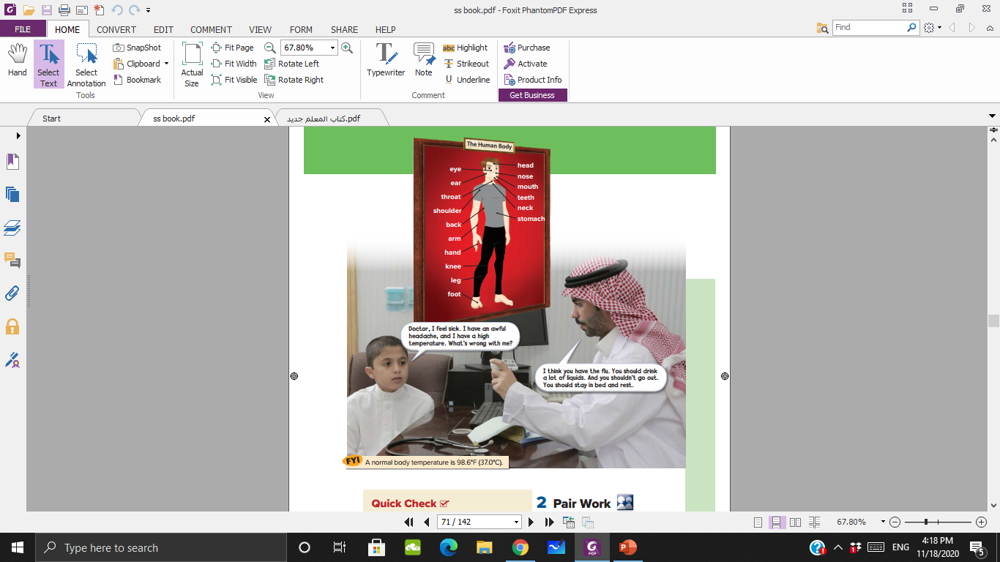 ss book.pdf - Foxit PhantomPDF Express
FILE
HOME
CONVERT
EDIT
COMMENT
VIEW
FORM
SHARE
HELP
Find
Hand
Select
Text
Select
Annotation
SnapShot
Clipboard
Bookmark
Tools
Actual
Size
Fit Page
Fit Width
Fit Visible
67.80%
Rotate Left
Rotate Right
View
Typewriter
Note
Highlight
Strikeout
Underline
Comment
Purchase
Activate
Product Info
Get Business
Start
ss book.pdf
كتاب المعلم جديد.pdf
The Human Body
eye
ear
throat
shoulder
back
arm
hand
knee
leg
foot
head
nose
mouth
teeth
neck
stomach
Doctor, I feel sick. I have an awful
headache, and I have a high
temperature. What's wrong with me?
I think you have the flu. You should drink
a lot of liquids. And you shouldn't go out.
You should stay in bed and rest.
FYI A normal body temperature is 98.6°F (37.0°C).
Quick Check
2 Pair Work
71 / 142
67.80%
Type here to search
ENG
4:18 PM
11/18/2020
5